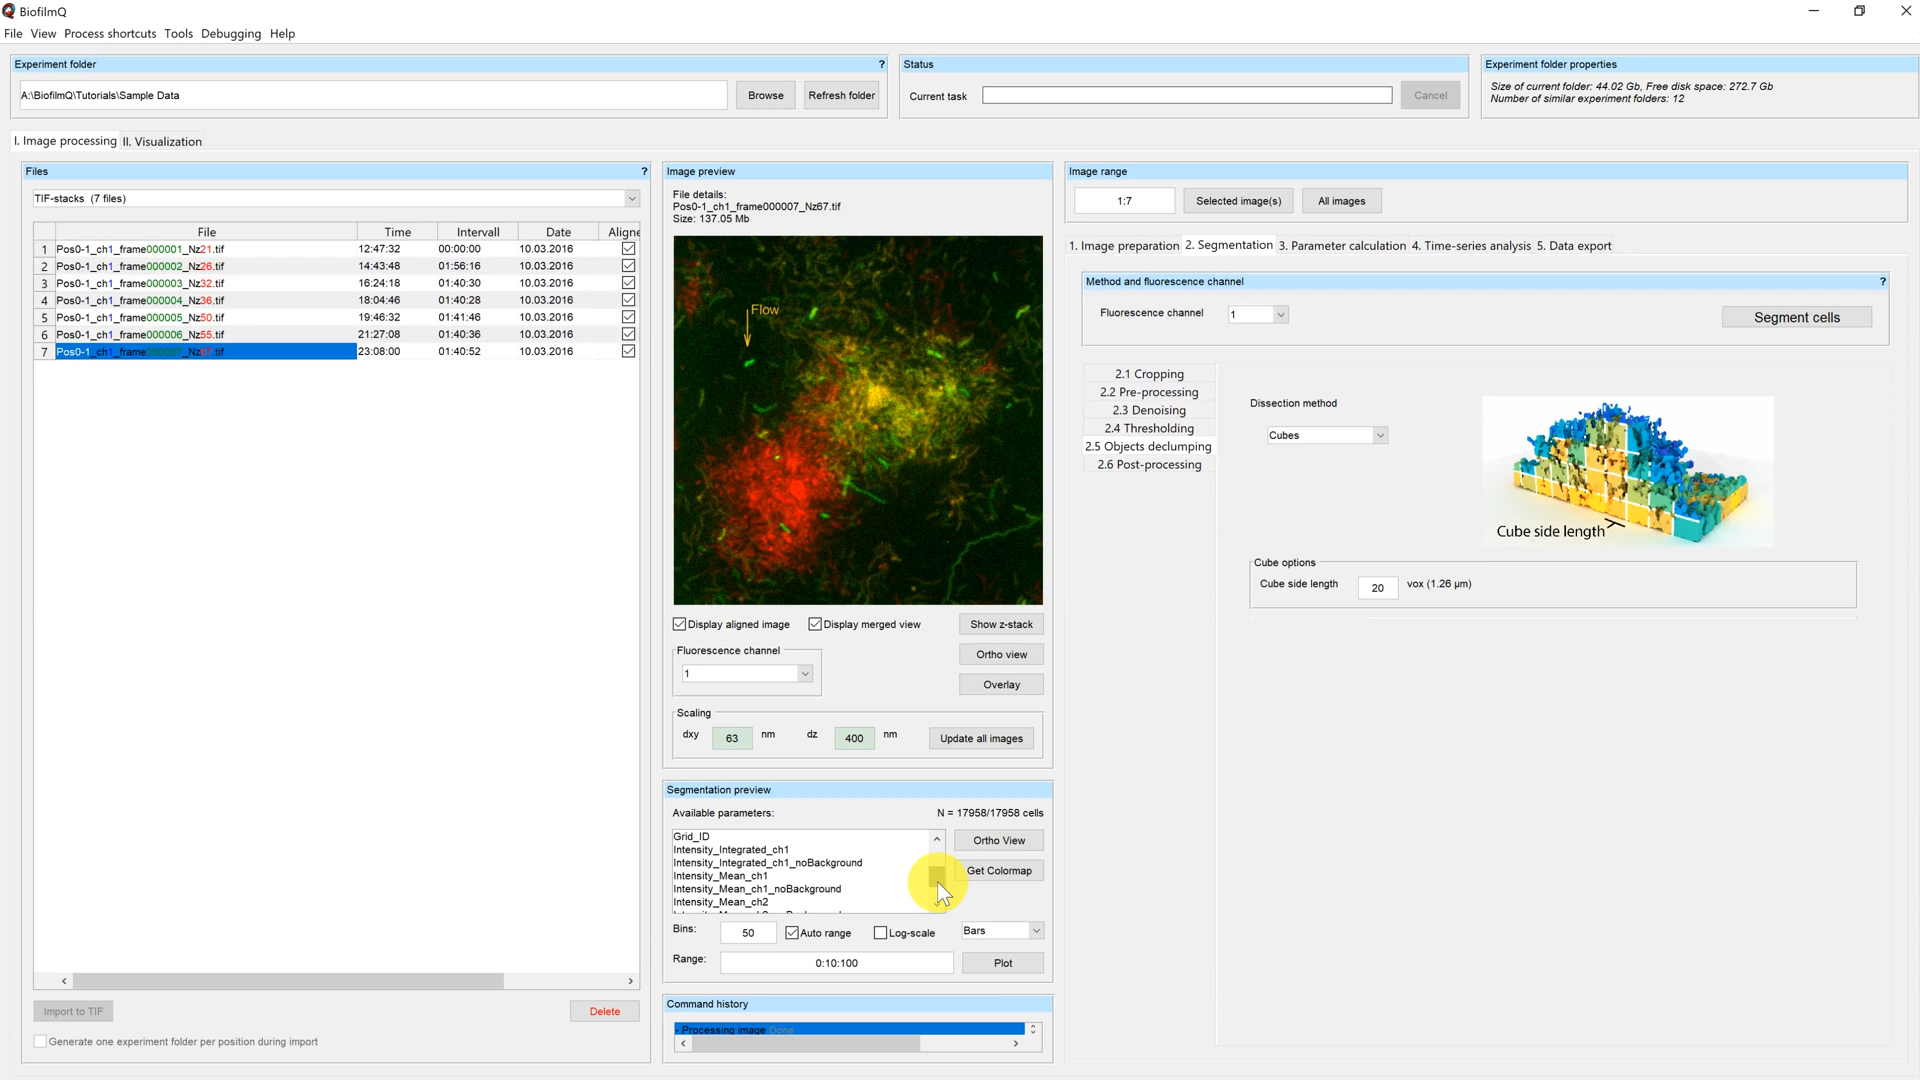 BiofilmQ
File View Process shortcuts Tools Debugging Help
Experiment folder ?
A:\BiofilmQ\Tutorials\Sample Data
Browse
Refresh folder
Status
Current task
Cancel
Experiment folder properties
Size of current folder: 44.02 Gb, Free disk space: 272.7 Gb
Number of similar experiment folders: 12
I. Image processing II. Visualization
Files ?
TIF-stacks (7 files)
File Time Intervall Date Aligne
1 Pos0-1_ch1_frame000001_Nz21.tif 12:47:32 00:00:00 10.03.2016
2 Pos0-1_ch1_frame000002_Nz26.tif 14:43:48 01:56:16 10.03.2016
3 Pos0-1_ch1_frame000003_Nz32.tif 16:24:18 01:40:30 10.03.2016
4 Pos0-1_ch1_frame000004_Nz36.tif 18:04:46 01:40:28 10.03.2016
5 Pos0-1_ch1_frame000005_Nz50.tif 19:46:32 01:41:46 10.03.2016
6 Pos0-1_ch1_frame000006_Nz55.tif 21:27:08 01:40:36 10.03.2016
7 Pos0-1_ch1_frame000007_Nz67.tif 23:08:00 01:40:52 10.03.2016
Import to TIF
Delete
Generate one experiment folder per position during import
Image preview
File details:
Pos0-1_ch1_frame000007_Nz67.tif
Size: 137.05 Mb
Flow
Display aligned image
Display merged view
Show z-stack
Fluorescence channel
1
Ortho view
Overlay
Scaling
dxy 63 nm dz 400 nm
Update all images
Segmentation preview
Available parameters: N = 17958/17958 cells
Grid_ID
Intensity_Integrated_ch1
Intensity_Integrated_ch1_noBackground
Intensity_Mean_ch1
Intensity_Mean_ch1_noBackground
Intensity_Mean_ch2
Ortho View
Get Colormap
Bins: 50 Auto range Log-scale Bars
Range: 0:10:100 Plot
Command history
- Processing image Done
Image range
1:7
Selected image(s)
All images
1. Image preparation 2. Segmentation 3. Parameter calculation 4. Time-series analysis 5. Data export
Method and fluorescence channel ?
Fluorescence channel 1
Segment cells
2.1 Cropping
2.2 Pre-processing
2.3 Denoising
2.4 Thresholding
2.5 Objects declumping
2.6 Post-processing
Dissection method
Cubes
Cube side length
Cube options
Cube side length 20 vox (1.26 µm)